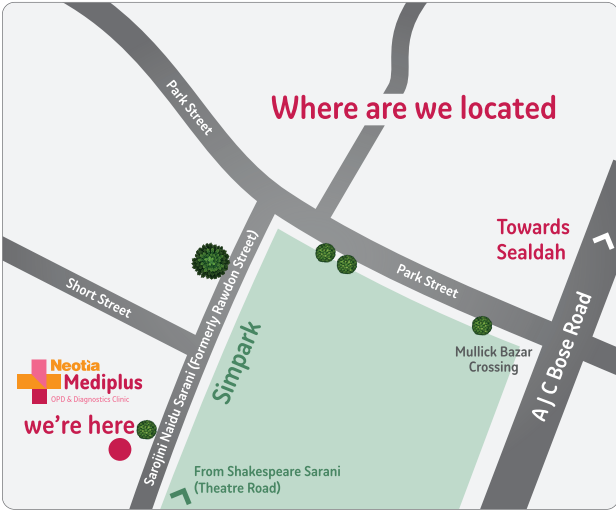 Park Street
Where are we located
Towards
Sealdah
Short Street
Sarojini Naidu Sarani (Formerly Rawdon Street)
Simpark
Park Street
A J C Bose Road
Mullick Bazar
Crossing
Neotia
Mediplus
OPD & Diagnostics Clinic
we're here
From Shakespeare Sarani
(Theatre Road)